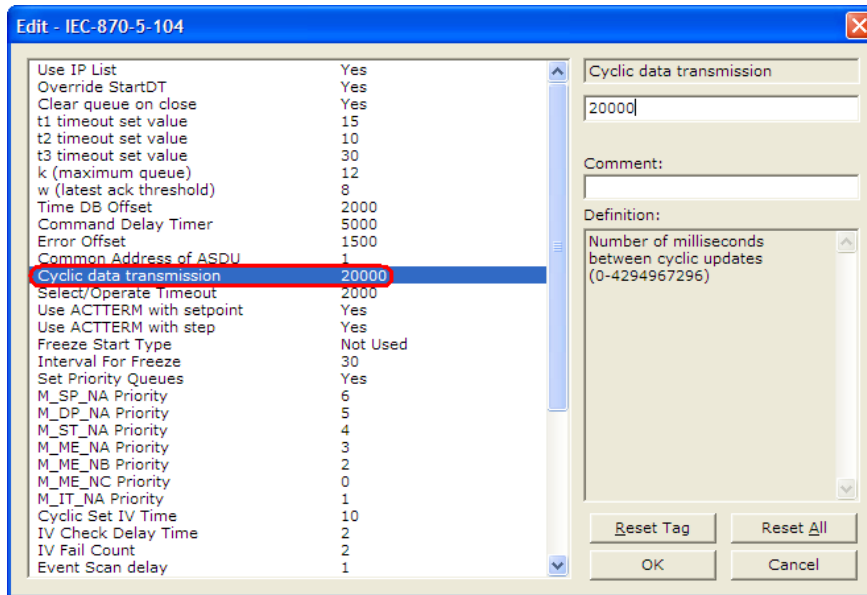 Edit - IEC-870-5-104
Use IP List Yes
Override StartDT Yes
Clear queue on close Yes
t1 timeout set value 15
t2 timeout set value 10
t3 timeout set value 30
k (maximum queue) 12
w (latest ack threshold) 8
Time DB Offset 2000
Command Delay Timer 5000
Error Offset 1500
Common Address of ASDU 1
Cyclic data transmission 20000
Select/Operate Timeout 2000
Use ACTTERM with setpoint Yes
Use ACTTERM with step Yes
Freeze Start Type Not Used
Interval For Freeze 30
Set Priority Queues Yes
M_SP_NA Priority 6
M_DP_NA Priority 5
M_ST_NA Priority 4
M_ME_NA Priority 3
M_ME_NB Priority 2
M_ME_NC Priority 0
M_IT_NA Priority 1
Cyclic Set IV Time 10
IV Check Delay Time 2
IV Fail Count 2
Event Scan delay 1
Cyclic data transmission
20000
Comment:
Definition:
Number of milliseconds
between cyclic updates
(0-4294967296)
Reset Tag Reset All
OK Cancel